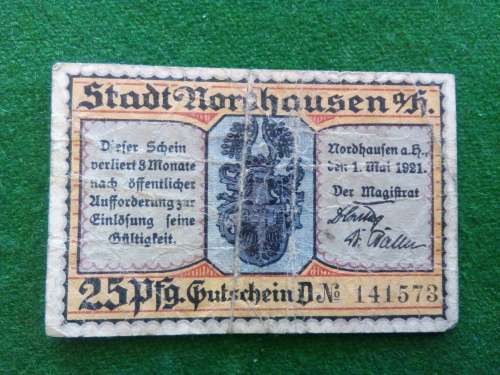 Stadt Nordhausen a/H.
Dieser Schein
verliert 3 Monate
nach öffentlicher
Aufforderung zur
Einlösung seine
Gültigkeit.
Nordhausen a.H.,
den 1. Mai 1921.
Der Magistrat
25 Pfg. Gutschein D No 141573